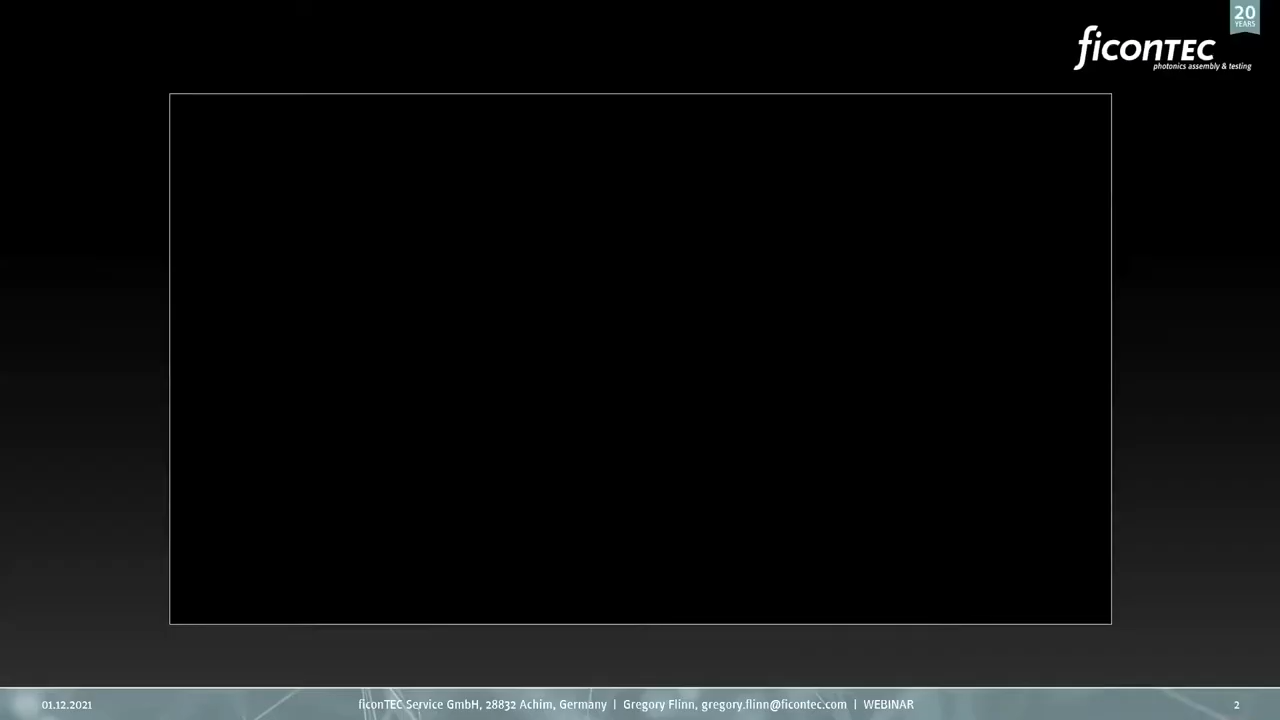 20
YEARS
ficonTEC
photonics assembly & testing
01.12.2021
ficonTEC Service GmbH, 28832 Achim, Germany | Gregory Flinn, gregory.flinn@ficontec.com | WEBINAR
2